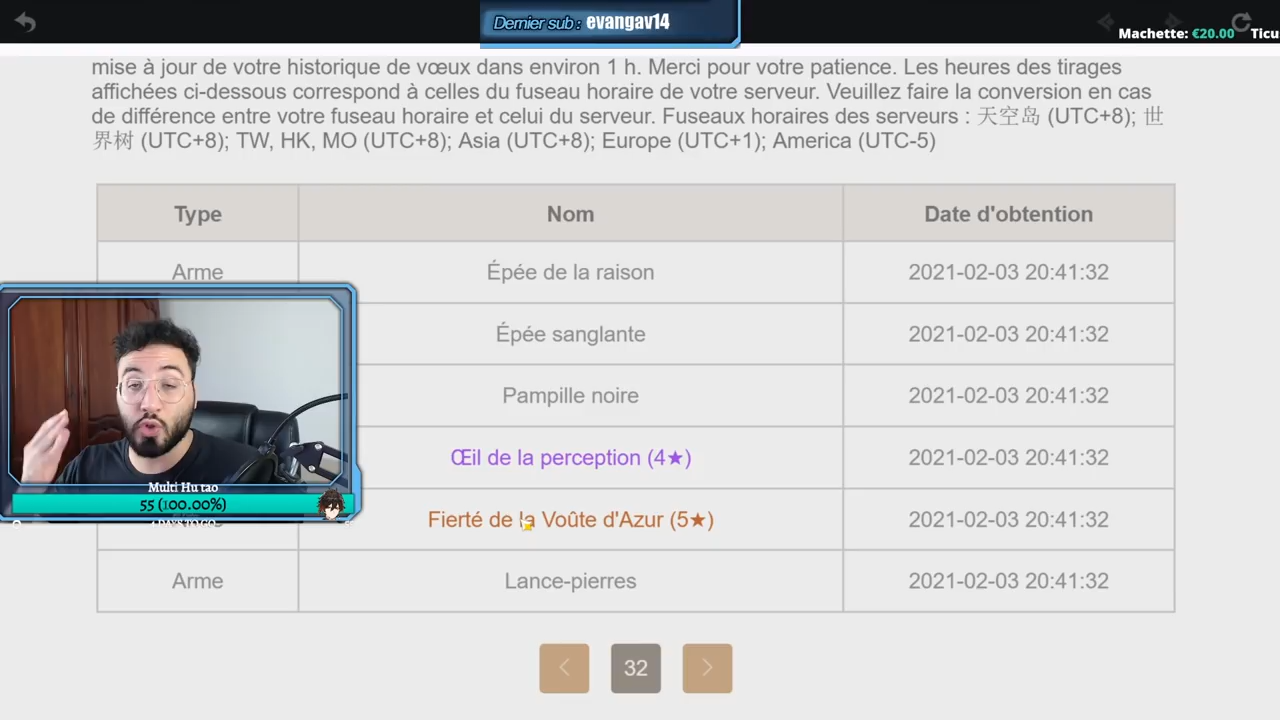 Dernier sub : evangav14
Machette: €20.00 Ticu
mise à jour de votre historique de vœux dans environ 1 h. Merci pour votre patience. Les heures des tirages
affichées ci-dessous correspond à celles du fuseau horaire de votre serveur. Veuillez faire la conversion en cas
de différence entre votre fuseau horaire et celui du serveur. Fuseaux horaires des serveurs : 天空岛 (UTC+8); 世
界树 (UTC+8); TW, HK, MO (UTC+8); Asia (UTC+8); Europe (UTC+1); America (UTC-5)
Type Nom Date d'obtention
Arme Épée de la raison 2021-02-03 20:41:32
Épée sanglante 2021-02-03 20:41:32
Pampille noire 2021-02-03 20:41:32
Œil de la perception (4★) 2021-02-03 20:41:32
Multi Hu tao
55 (100.00%)
Fierté de la Voûte d'Azur (5★) 2021-02-03 20:41:32
Arme Lance-pierres 2021-02-03 20:41:32
32